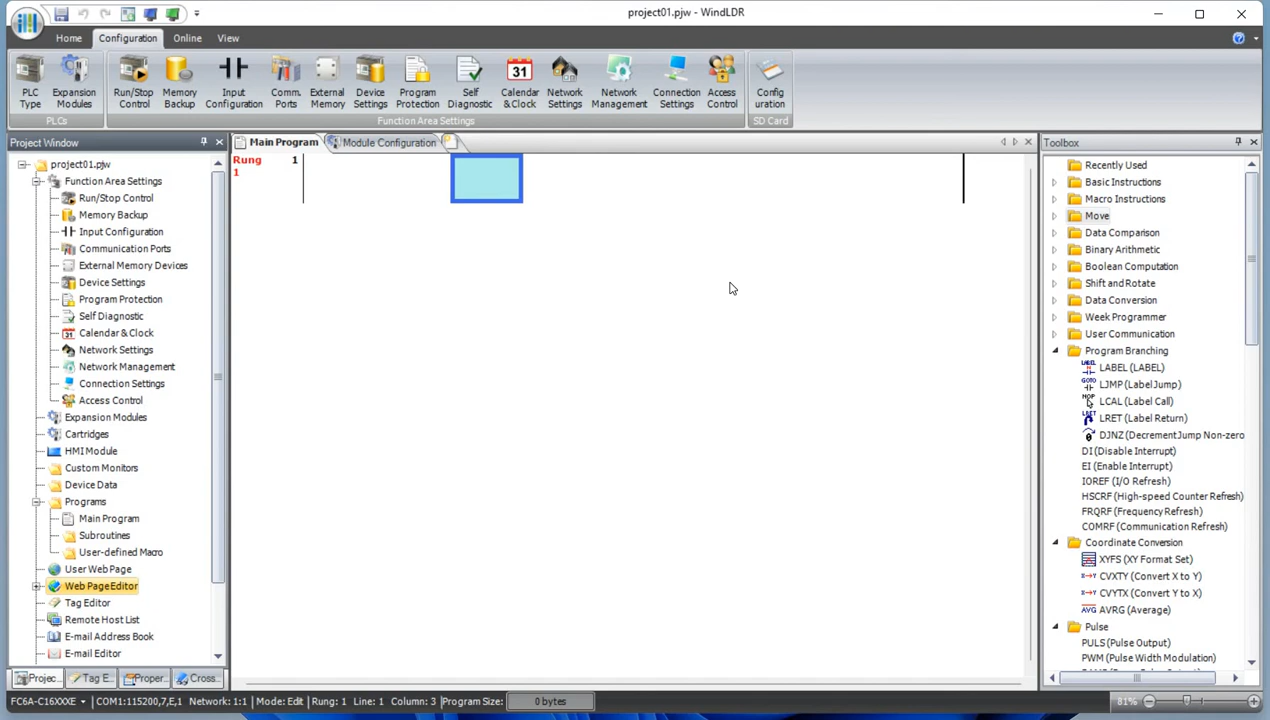 project01.pjw - WindLDR
Home Configuration Online View
PLC Type
Expansion Modules
Run/Stop Control
Memory Backup
Input Configuration
Comm. Ports
External Memory
Device Settings
Program Protection
Self Diagnostic
31
Calendar & Clock
Network Settings
Network Management
Connection Settings
Access Control
Config uration
PLCs
Function Area Settings
SD Card
Project Window
project01.pjw
Function Area Settings
Run/Stop Control
Memory Backup
Input Configuration
Communication Ports
External Memory Devices
Device Settings
Program Protection
Self Diagnostic
31 Calendar & Clock
Network Settings
Network Management
Connection Settings
Access Control
Expansion Modules
Cartridges
HMI Module
Custom Monitors
Device Data
Programs
Main Program
Subroutines
User-defined Macro
User Web Page
Web Page Editor
Tag Editor
Remote Host List
E-mail Address Book
E-mail Editor
Projec... Tag E... Proper... Cross...
Main Program Module Configuration
Rung 1
1
Toolbox
Recently Used
Basic Instructions
Macro Instructions
Move
Data Comparison
Binary Arithmetic
Boolean Computation
Shift and Rotate
Data Conversion
Week Programmer
User Communication
Program Branching
LABEL (LABEL)
LJMP (Label Jump)
LCAL (Label Call)
LRET (Label Return)
DJNZ (Decrement Jump Non-zero
DI (Disable Interrupt)
EI (Enable Interrupt)
IOREF (I/O Refresh)
HSCRF (High-speed Counter Refresh)
FRQRF (Frequency Refresh)
COMRF (Communication Refresh)
Coordinate Conversion
XYFS (XY Format Set)
CVXTY (Convert X to Y)
CVYTX (Convert Y to X)
AVG AVRG (Average)
Pulse
PULS (Pulse Output)
PWM (Pulse Width Modulation)
FC6A-C16XXXE COM1:115200,7,E,1 Network: 1:1 Mode: Edit Rung: 1 Line: 1 Column: 3 Program Size: 0 bytes 81%